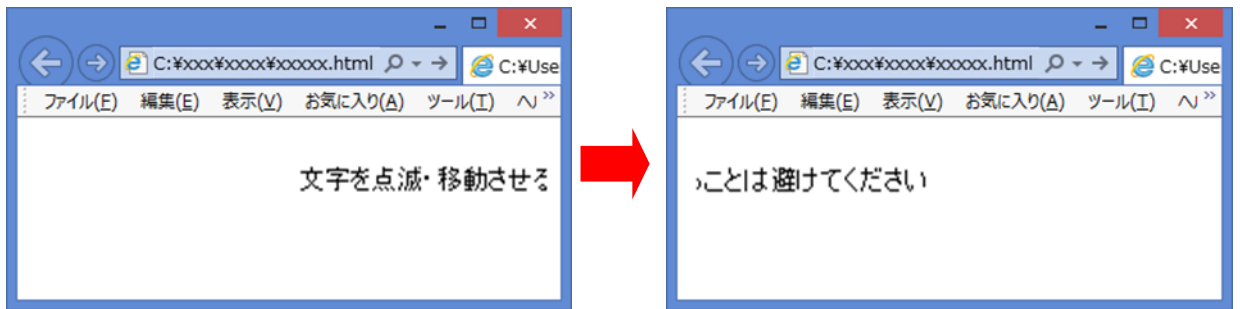 C:¥xxx¥xxxx¥xxxxx.html
C:¥Use
ファイル(F) 編集(E) 表示(V) お気に入り(A) ツール(T) ヘ »
文字を点滅・移動させる
C:¥xxx¥xxxx¥xxxxx.html
C:¥Use
ファイル(F) 編集(E) 表示(V) お気に入り(A) ツール(T) ヘ »
ことは避けてください